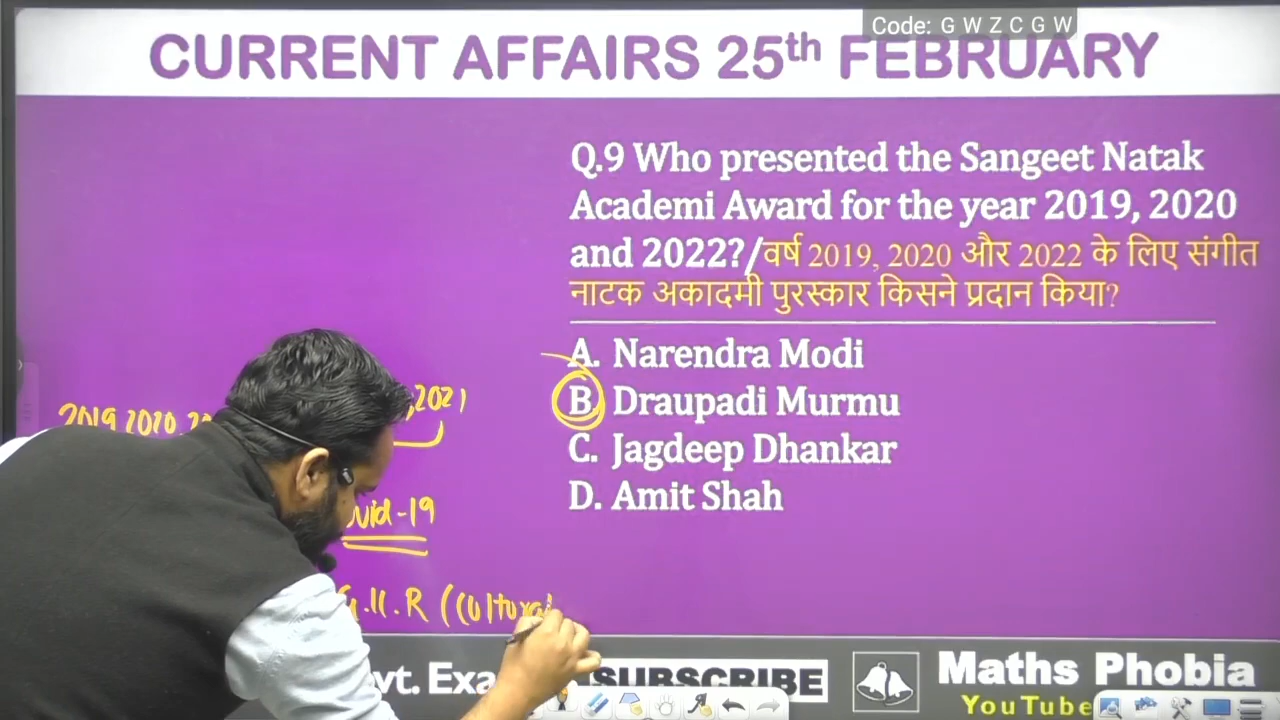 Code: G W Z C G W
CURRENT AFFAIRS 25th FEBRUARY
Q.9 Who presented the Sangeet Natak
Academi Award for the year 2019, 2020
and 2022?/वर्ष 2019, 2020 और 2022 के लिए संगीत
नाटक अकादमी पुरस्कार किसने प्रदान किया?
A. Narendra Modi
B. Draupadi Murmu
C. Jagdeep Dhankar
D. Amit Shah
2019 2020 ,2021
-19
G.K.R (Cultural
SUBSCRIBE
Maths Phobia
YouTube